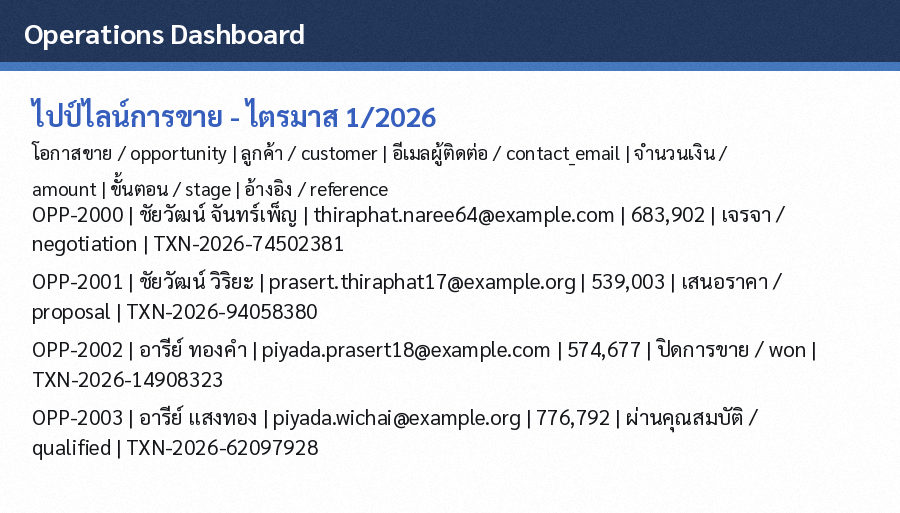 Operations Dashboard
ไปป์ไลน์การขาย - ไตรมาส 1/2026
โอกาสขาย / opportunity | ลูกค้า / customer | อีเมลผู้ติดต่อ / contact_email | จำนวนเงิน /
amount | ขั้นตอน / stage | อ้างอิง / reference
OPP-2000 | ชัยวัฒน์ จันทร์เพ็ญ | thiraphat.naree64@example.com | 683,902 | เจรจา /
negotiation | TXN-2026-74502381
OPP-2001 | ชัยวัฒน์ วิริยะ | prasert.thiraphat17@example.org | 539,003 | เสนอราคา /
proposal | TXN-2026-94058380
OPP-2002 | อารีย์ ทองคำ | piyada.prasert18@example.com | 574,677 | ปิดการขาย / won |
TXN-2026-14908323
OPP-2003 | อารีย์ แสงทอง | piyada.wichai@example.org | 776,792 | ผ่านคุณสมบัติ /
qualified | TXN-2026-62097928